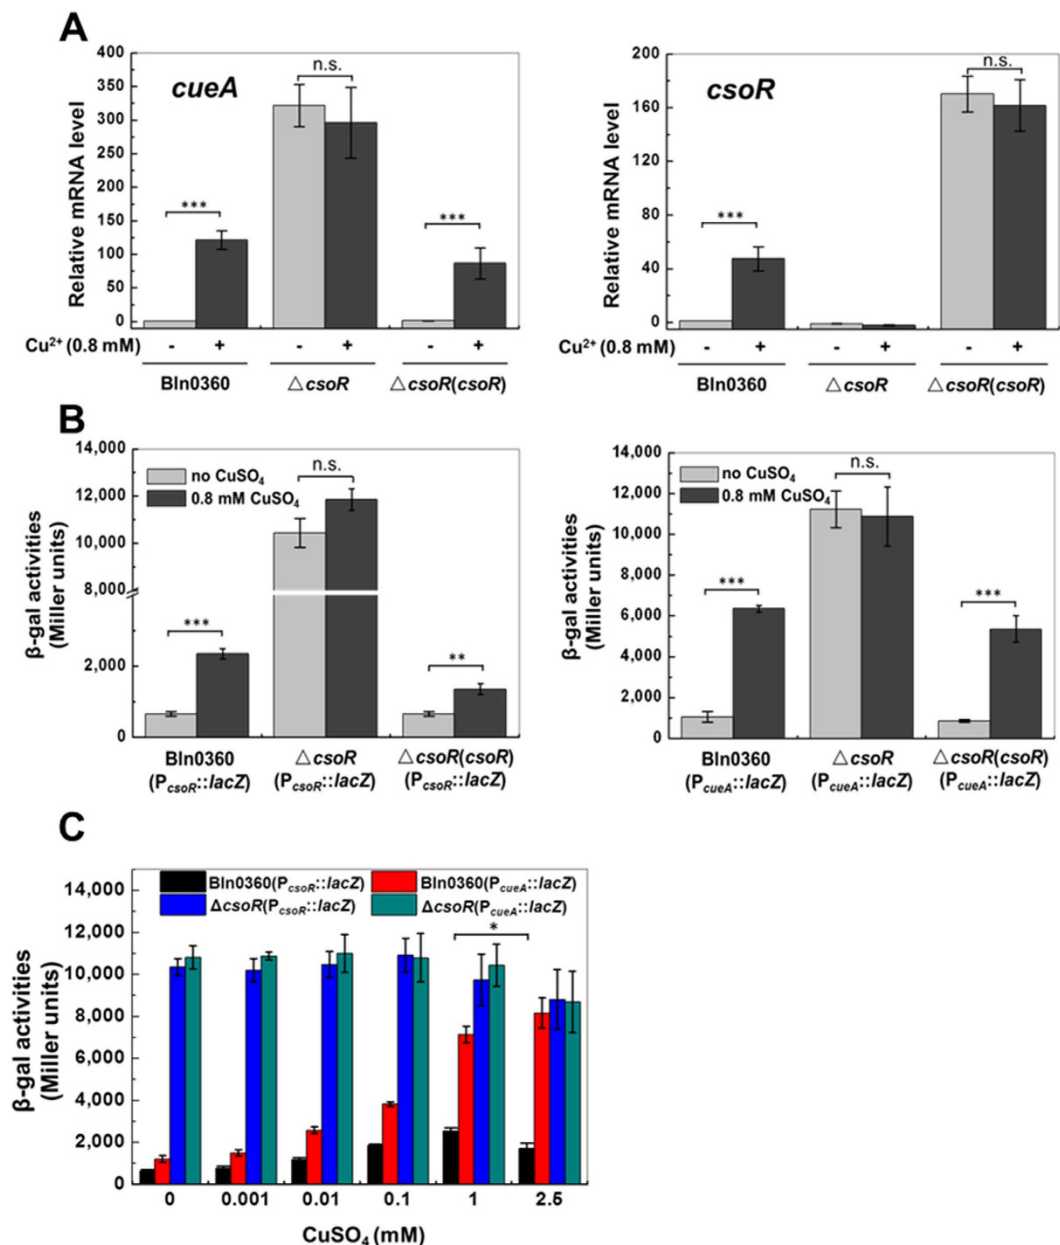 A
cueA
n.s.
***
***
Relative mRNA level
400
350
300
250
200
150
100
50
0
Cu²⁺ (0.8 mM) - + - + - +
Bln0360 △csoR △csoR(csoR)
csoR
n.s.
***
Relative mRNA level
200
160
120
80
40
0
- + - + - +
Bln0360 △csoR △csoR(csoR)
B
no CuSO₄
0.8 mM CuSO₄
n.s.
***
**
β-gal activities
(Miller units)
14,000
12,000
10,000
8,000
2,000
0
Bln0360 △csoR △csoR(csoR)
(PcsoR::lacZ) (PcsoR::lacZ) (PcsoR::lacZ)
no CuSO₄
0.8 mM CuSO₄
n.s.
***
***
β-gal activities
(Miller units)
14,000
12,000
10,000
8,000
6,000
4,000
2,000
0
Bln0360 △csoR △csoR(csoR)
(PcueA::lacZ) (PcueA::lacZ) (PcueA::lacZ)
C
Bln0360(PcsoR::lacZ) Bln0360(PcueA::lacZ)
ΔcsoR(PcsoR::lacZ) ΔcsoR(PcueA::lacZ)
*
β-gal activities
(Miller units)
14,000
12,000
10,000
8,000
6,000
4,000
2,000
0
0 0.001 0.01 0.1 1 2.5
CuSO₄ (mM)